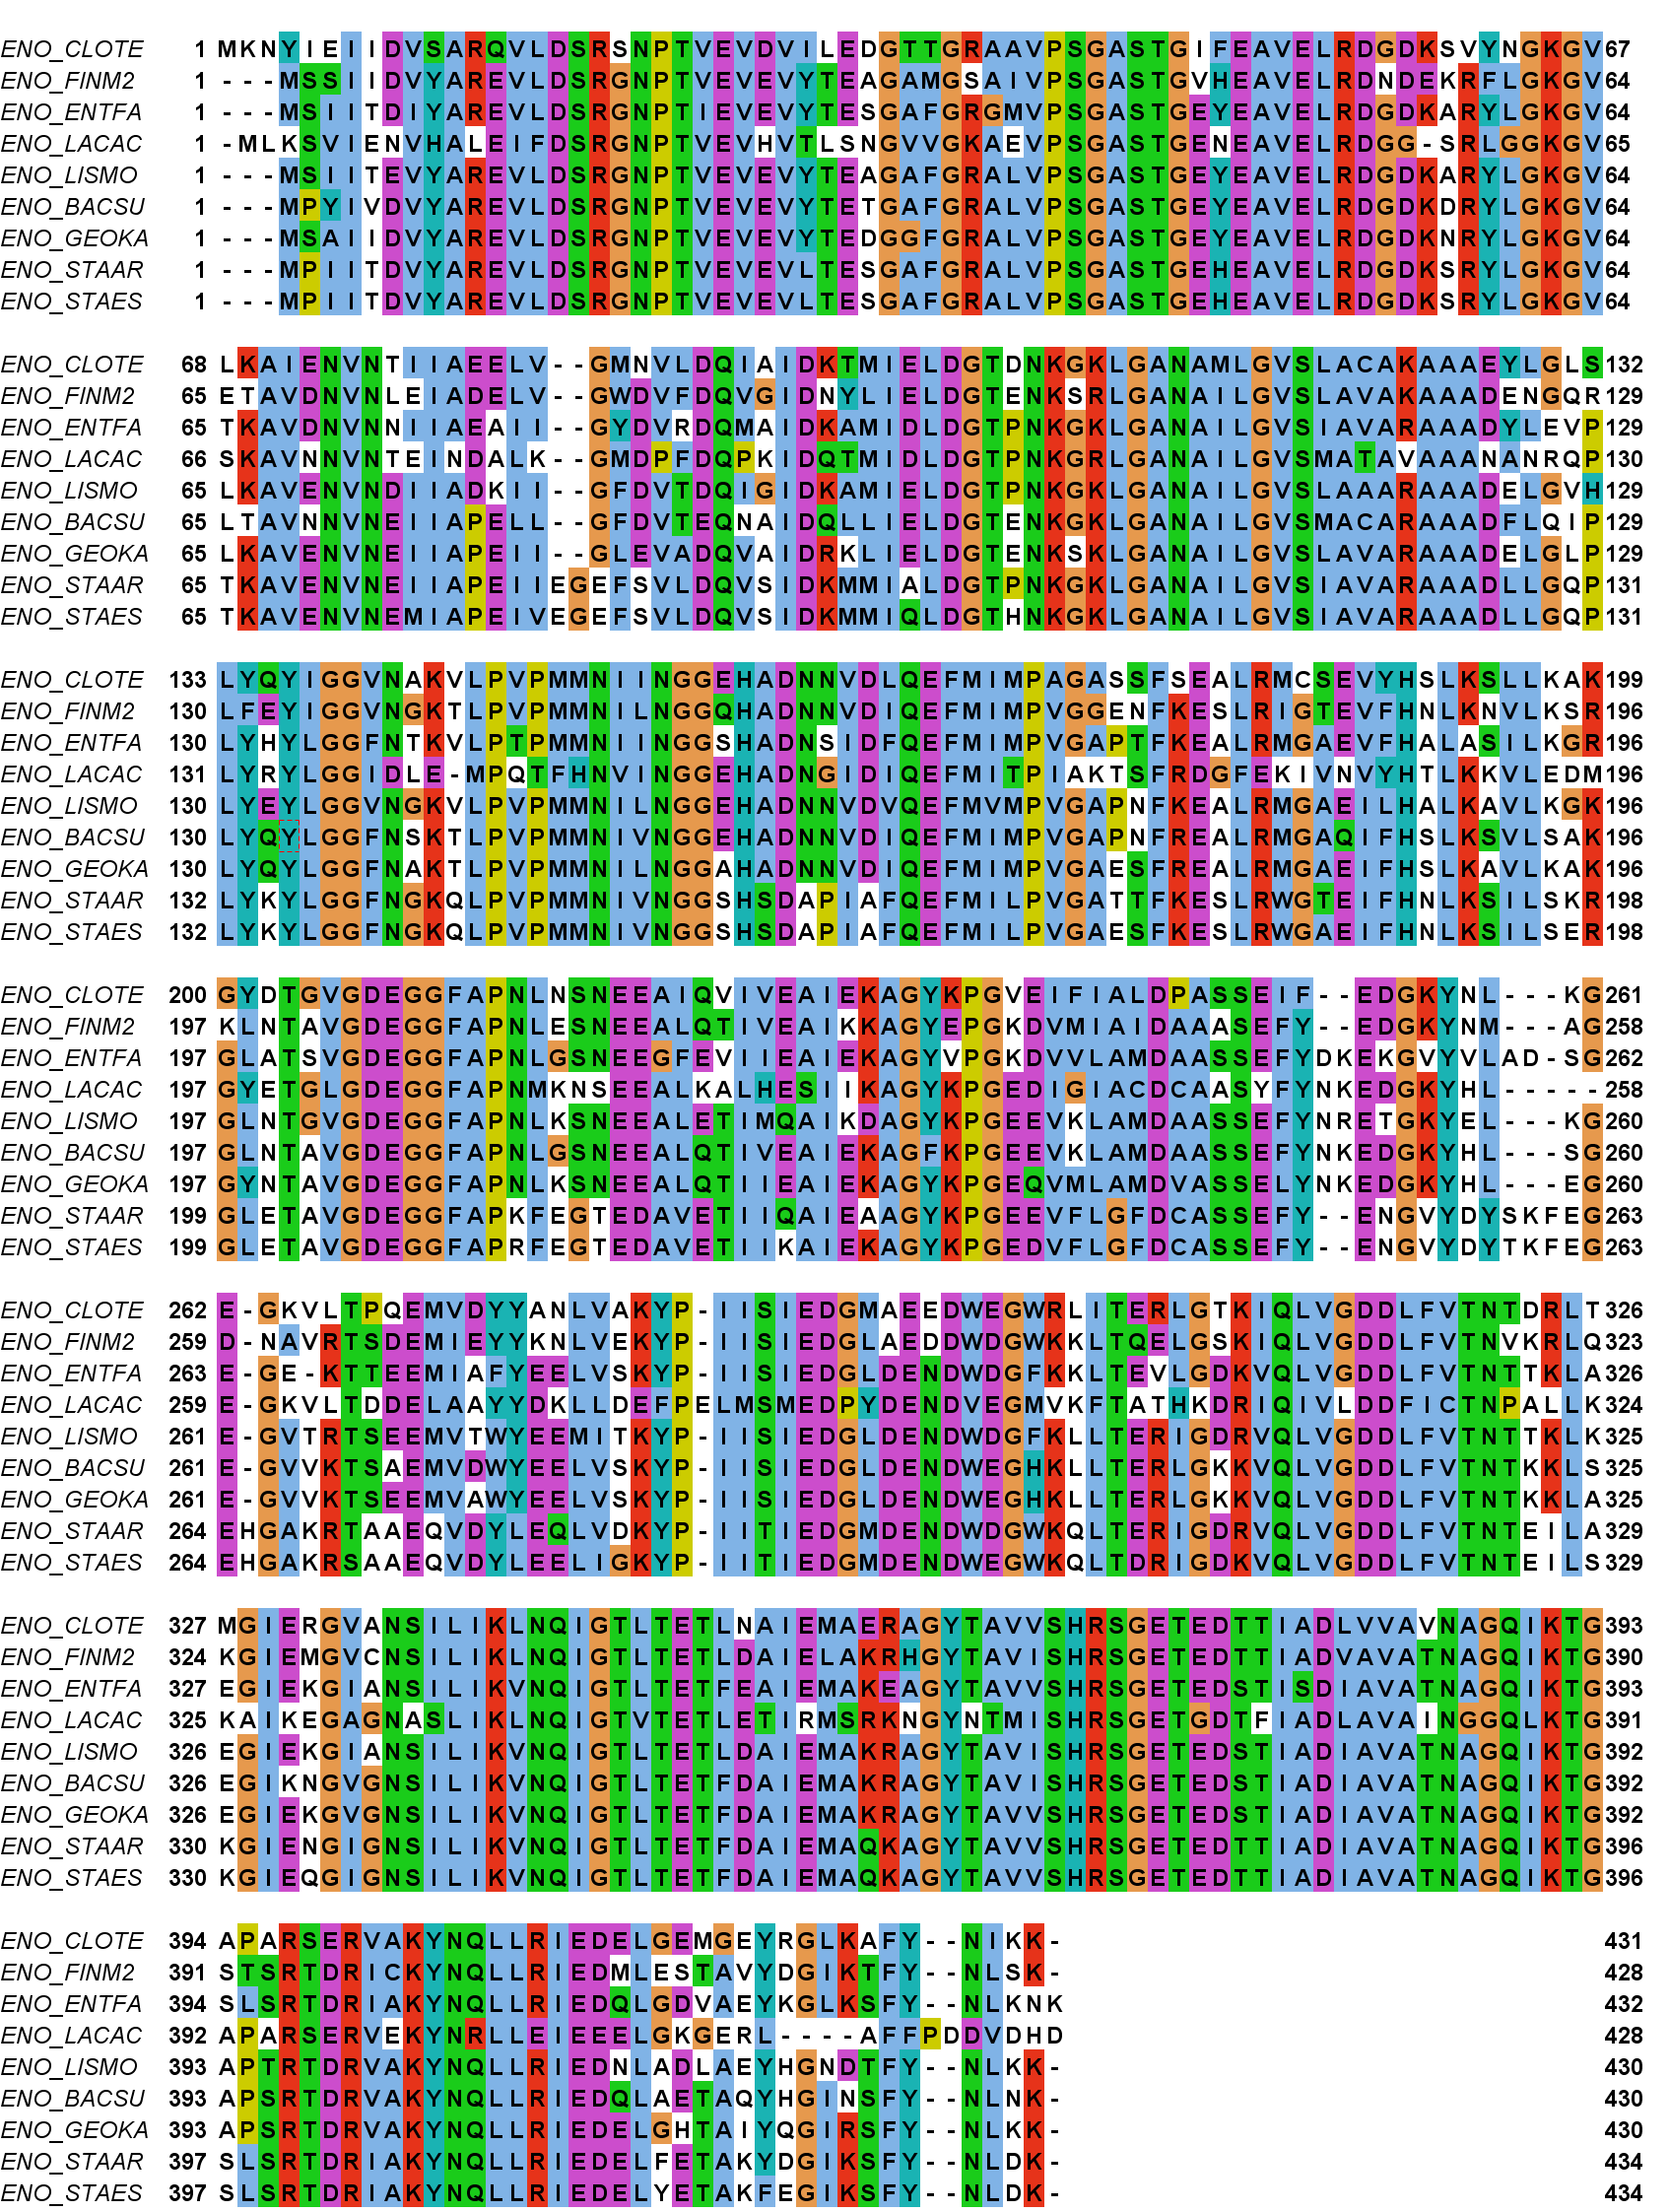 ENO_CLOTE 1 MKNYIEIIDVSARQVLDSRSNPTVEVDVILEDGTTGRAAVPSGASTGIFEAVELRDGDKSVYNGKGV 67
ENO_FINM2 1 ---MSSIIDVYAREVLDSRGNPTVEVEVYTEAGAMGSAIVPSGASTGVHEAVELRDNDEKRFLGKGV 64
ENO_ENTFA 1 ---MSIITDIYAREVLDSRGNPTIEVEVYTESGAFGRGMVPSGASTGEYEAVELRDGDKARYLGKGV 64
ENO_LACAC 1 -MLKSVIENVHALEIFDSRGNPTVEVHVTLSNGVVGKAEVPSGASTGENEAVELRDGG-SRLGGKGV 65
ENO_LISMO 1 ---MSIITEVYAREVLDSRGNPTVEVEVYTEAGAFGRALVPSGASTGEYEAVELRDGDKARYLGKGV 64
ENO_BACSU 1 ---MPYIVDVYAREVLDSRGNPTVEVEVYTETGAFGRALVPSGASTGEYEAVELRDGDKDRYLGKGV 64
ENO_GEOKA 1 ---MSAIIDVYAREVLDSRGNPTVEVEVYTEDGGFGRALVPSGASTGEYEAVELRDGDKNRYLGKGV 64
ENO_STAAR 1 ---MPIITDVYAREVLDSRGNPTVEVEVLTESGAFGRALVPSGASTGEHEAVELRDGDKSRYLGKGV 64
ENO_STAES 1 ---MPIITDVYAREVLDSRGNPTVEVEVLTESGAFGRALVPSGASTGEHEAVELRDGDKSRYLGKGV 64
ENO_CLOTE 68 LKAIENVNTIIAEELV--GMNVLDQIAIDKTMIELDGTDNKGKLGANAMLGVSLACAKAAAEYLGLS 132
ENO_FINM2 65 ETAVDNVNLEIADELV--GWDVFDQVGIDNYLIELDGTENKSRLGANAILGVSLAVAKAAADENGQR 129
ENO_ENTFA 65 TKAVDNVNNIIAEAII--GYDVRDQMAIDKAMIDLDGTPNKGKLGANAILGVSIAVARAAADYLEVP 129
ENO_LACAC 66 SKAVNNVNTEINDALK--GMDPFDQPKIDQTMIDLDGTPNKGRLGANAILGVSMATAVAAANANRQP 130
ENO_LISMO 65 LKAVENVNDIIADKII--GFDVTDQIGIDKAMIELDGTPNKGKLGANAILGVSLAAARAAADELGVH 129
ENO_BACSU 65 LTAVNNVNEIIAPELL--GFDVTEQNAIDQLLIELDGTENKGKLGANAILGVSMACARAAADFLQIP 129
ENO_GEOKA 65 LKAVENVNEIIAPEII--GLEVADQVAIDRKLIELDGTENKSKLGANAILGVSLAVARAAADELGLP 129
ENO_STAAR 65 TKAVENVNEIIAPEIIEGEFSVLDQVSIDKMMIALDGTPNKGKLGANAILGVSIAVARAAADLLGQP 131
ENO_STAES 65 TKAVENVNEMIAPEIVEGEFSVLDQVSIDKMMIQLDGTHNKGKLGANAILGVSIAVARAAADLLGQP 131
ENO_CLOTE 133 LYQYIGGVNAKVLPVPMMNIINGGEHADNNVDLQEFMIMPAGASSFSEALRMCSEVYHSLKSLLKAK 199
ENO_FINM2 130 LFEYIGGVNGKTLPVPMMNILNGGQHADNNVDIQEFMIMPVGGENFKESLRIGTEVFHNLKNVLKSR 196
ENO_ENTFA 130 LYHYLGGFNTKVLPTPMMNIINGGSHADNSIDFQEFMIMPVGAPTFKEALRMGAEVFHALASILKGR 196
ENO_LACAC 131 LYRYLGGIDLE-MPQTFHNVINGGEHADNGIDIQEFMITPIAKTSFRDGFEKIVNVYHTLKKVLEDM 196
ENO_LISMO 130 LYEYLGGVNGKVLPVPMMNILNGGEHADNNVDVQEFMVMPVGAPNFKEALRMGAEILHALKAVLKGK 196
ENO_BACSU 130 LYQYLGGFNSKTLPVPMMNIVNGGEHADNNVDIQEFMIMPVGAPNFREALRMGAQIFHSLKSVLSAK 196
ENO_GEOKA 130 LYQYLGGFNAKTLPVPMMNILNGGAHADNNVDIQEFMIMPVGAESFREALRMGAEIFHSLKAVLKAK 196
ENO_STAAR 132 LYKYLGGFNGKQLPVPMMNIVNGGSHSDAPIAFQEFMILPVGATTFKESLRWGTEIFHNLKSILSKR 198
ENO_STAES 132 LYKYLGGFNGKQLPVPMMNIVNGGSHSDAPIAFQEFMILPVGAESFKESLRWGAEIFHNLKSILSER 198
ENO_CLOTE 200 GYDTGVGDEGGFAPNLNSNEEAIQVIVEAIEKAGYKPGVEIFIALDPASSEIF--EDGKYNL---KG 261
ENO_FINM2 197 KLNTAVGDEGGFAPNLESNEEALQTIVEAIKKAGYEPGKDVMIAIDAAASEFY--EDGKYNM---AG 258
ENO_ENTFA 197 GLATSVGDEGGFAPNLGSNEEGFEVIIEAIEKAGYVPGKDVVLAMDAASSEFYDKEKGVYVLAD-SG 262
ENO_LACAC 197 GYETGLGDEGGFAPNMKNSEEALKALHESIIKAGYKPGEDIGIACDCAASYFYNKEDGKYHL----- 258
ENO_LISMO 197 GLNTGVGDEGGFAPNLKSNEEALETIMQAIKDAGYKPGEEVKLAMDAASSEFYNRETGKYEL---KG 260
ENO_BACSU 197 GLNTAVGDEGGFAPNLGSNEEALQTIVEAIEKAGFKPGEEVKLAMDAASSEFYNKEDGKYHL---SG 260
ENO_GEOKA 197 GYNTAVGDEGGFAPNLKSNEEALQTIIEAIEKAGYKPGEQVMLAMDVASSELYNKEDGKYHL---EG 260
ENO_STAAR 199 GLETAVGDEGGFAPKFEGTEDAVETIIQAIEAAGYKPGEEVFLGFDCASSEFY--ENGVYDYSKFEG 263
ENO_STAES 199 GLETAVGDEGGFAPRFEGTEDAVETIIKAIEKAGYKPGEDVFLGFDCASSEFY--ENGVYDYTKFEG 263
ENO_CLOTE 262 E-GKVLTPQEMVDYYANLVAKYP-IISIEDGMAEEDWEGWRLITERLGTKIQLVGDDLFVTNTDRLT 326
ENO_FINM2 259 D-NAVRTSDEMIEYYKNLVEKYP-IISIEDGLAEDDWDGWKKLTQELGSKIQLVGDDLFVTNVKRLQ 323
ENO_ENTFA 263 E-GE-KTTEEMIAFYEELVSKYP-IISIEDGLDENDWDGFKKLTEVLGDKVQLVGDDLFVTNTTKLA 326
ENO_LACAC 259 E-GKVLTDDELAAYYDKLLDEFPELMSMEDPYDENDVEGMVKFTATHKDRIQIVLDDFICTNPALLK 324
ENO_LISMO 261 E-GVTRTSEEMVTWYEEMITKYP-IISIEDGLDENDWDGFKLLTERIGDRVQLVGDDLFVTNTTKLK 325
ENO_BACSU 261 E-GVVKTSAEMVDWYEELVSKYP-IISIEDGLDENDWEGHKLLTERLGKKVQLVGDDLFVTNTKKLS 325
ENO_GEOKA 261 E-GVVKTSEEMVAWYEELVSKYP-IISIEDGLDENDWEGHKLLTERLGKKVQLVGDDLFVTNTKKLA 325
ENO_STAAR 264 EHGAKRTAAEQVDYLEQLVDKYP-IITIEDGMDENDWDGWKQLTERIGDRVQLVGDDLFVTNTEILA 329
ENO_STAES 264 EHGAKRSAAEQVDYLEELIGKYP-IITIEDGMDENDWEGWKQLTDRIGDKVQLVGDDLFVTNTEILS 329
ENO_CLOTE 327 MGIERGVANSILIKLNQIGTLTETLNAIEMAERAGYTAVVSHRSGETEDTTIADLVVAVNAGQIKTG 393
ENO_FINM2 324 KGIEMGVCNSILIKLNQIGTLTETLDAIELAKRHGYTAVISHRSGETEDTTIADVAVATNAGQIKTG 390
ENO_ENTFA 327 EGIEKGIANSILIKVNQIGTLTETFEAIEMAKEAGYTAVVSHRSGETEDSTISDIAVATNAGQIKTG 393
ENO_LACAC 325 KAIKEGAGNASLIKLNQIGTVTETLETIRMSRKNGYNTMISHRSGETGDTFIADLAVAINGGQLKTG 391
ENO_LISMO 326 EGIEKGIANSILIKVNQIGTLTETLDAIEMAKRAGYTAVISHRSGETEDSTIADIAVATNAGQIKTG 392
ENO_BACSU 326 EGIKNGVGNSILIKVNQIGTLTETFDAIEMAKRAGYTAVISHRSGETEDSTIADIAVATNAGQIKTG 392
ENO_GEOKA 326 EGIEKGVGNSILIKVNQIGTLTETFDAIEMAKRAGYTAVVSHRSGETEDSTIADIAVATNAGQIKTG 392
ENO_STAAR 330 KGIENGIGNSILIKVNQIGTLTETFDAIEMAQKAGYTAVVSHRSGETEDTTIADIAVATNAGQIKTG 396
ENO_STAES 330 KGIEQGIGNSILIKVNQIGTLTETFDAIEMAQKAGYTAVVSHRSGETEDTTIADIAVATNAGQIKTG 396
ENO_CLOTE 394 APARSERVAKYNQLLRIEDELGEMGEYRGLKAFY--NIKK- 431
ENO_FINM2 391 STSRTDRICKYNQLLRIEDMLESTAVYDGIKTFY--NLSK- 428
ENO_ENTFA 394 SLSRTDRIAKYNQLLRIEDQLGDVAEYKGLKSFY--NLKNK 432
ENO_LACAC 392 APARSERVEKYNRLLEIEEELGKGERL----AFFPDDVDHD 428
ENO_LISMO 393 APTRTDRVAKYNQLLRIEDNLADLAEYHGNDTFY--NLKK- 430
ENO_BACSU 393 APSRTDRVAKYNQLLRIEDQLAETAQYHGINSFY--NLNK- 430
ENO_GEOKA 393 APSRTDRVAKYNQLLRIEDELGHTAIYQGIRSFY--NLKK- 430
ENO_STAAR 397 SLSRTDRIAKYNQLLRIEDELFETAKYDGIKSFY--NLDK- 434
ENO_STAES 397 SLSRTDRIAKYNQLLRIEDELYETAKFEGIKSFY--NLDK- 434